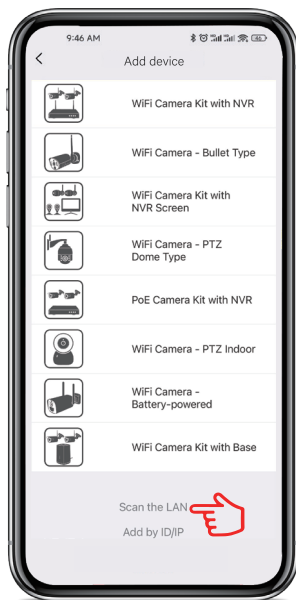 9:46 AM
46
Add device
WiFi Camera Kit with NVR
WiFi Camera - Bullet Type
WiFi Camera Kit with
NVR Screen
WiFi Camera - PTZ
Dome Type
PoE Camera Kit with NVR
WiFi Camera - PTZ Indoor
WiFi Camera -
Battery-powered
WiFi Camera Kit with Base
Scan the LAN
Add by ID/IP